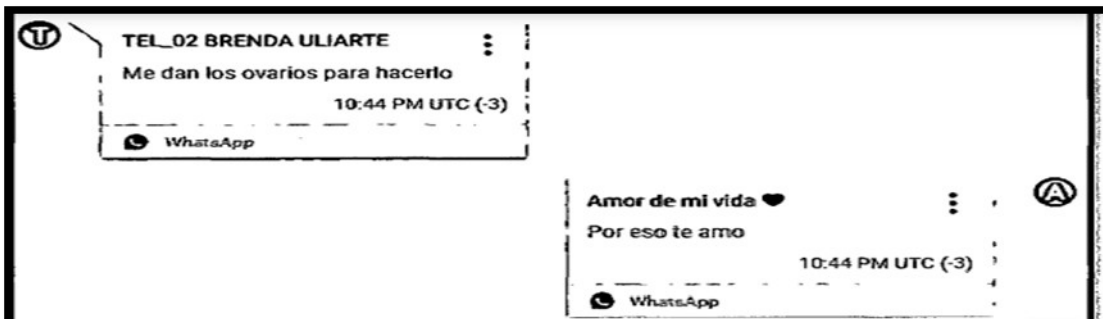 U
TEL_02 BRENDA ULIARTE
Me dan los ovarios para hacerlo
10:44 PM UTC (-3)
WhatsApp
Amor de mi vida ♥
A
Por eso te amo
10:44 PM UTC (-3)
WhatsApp